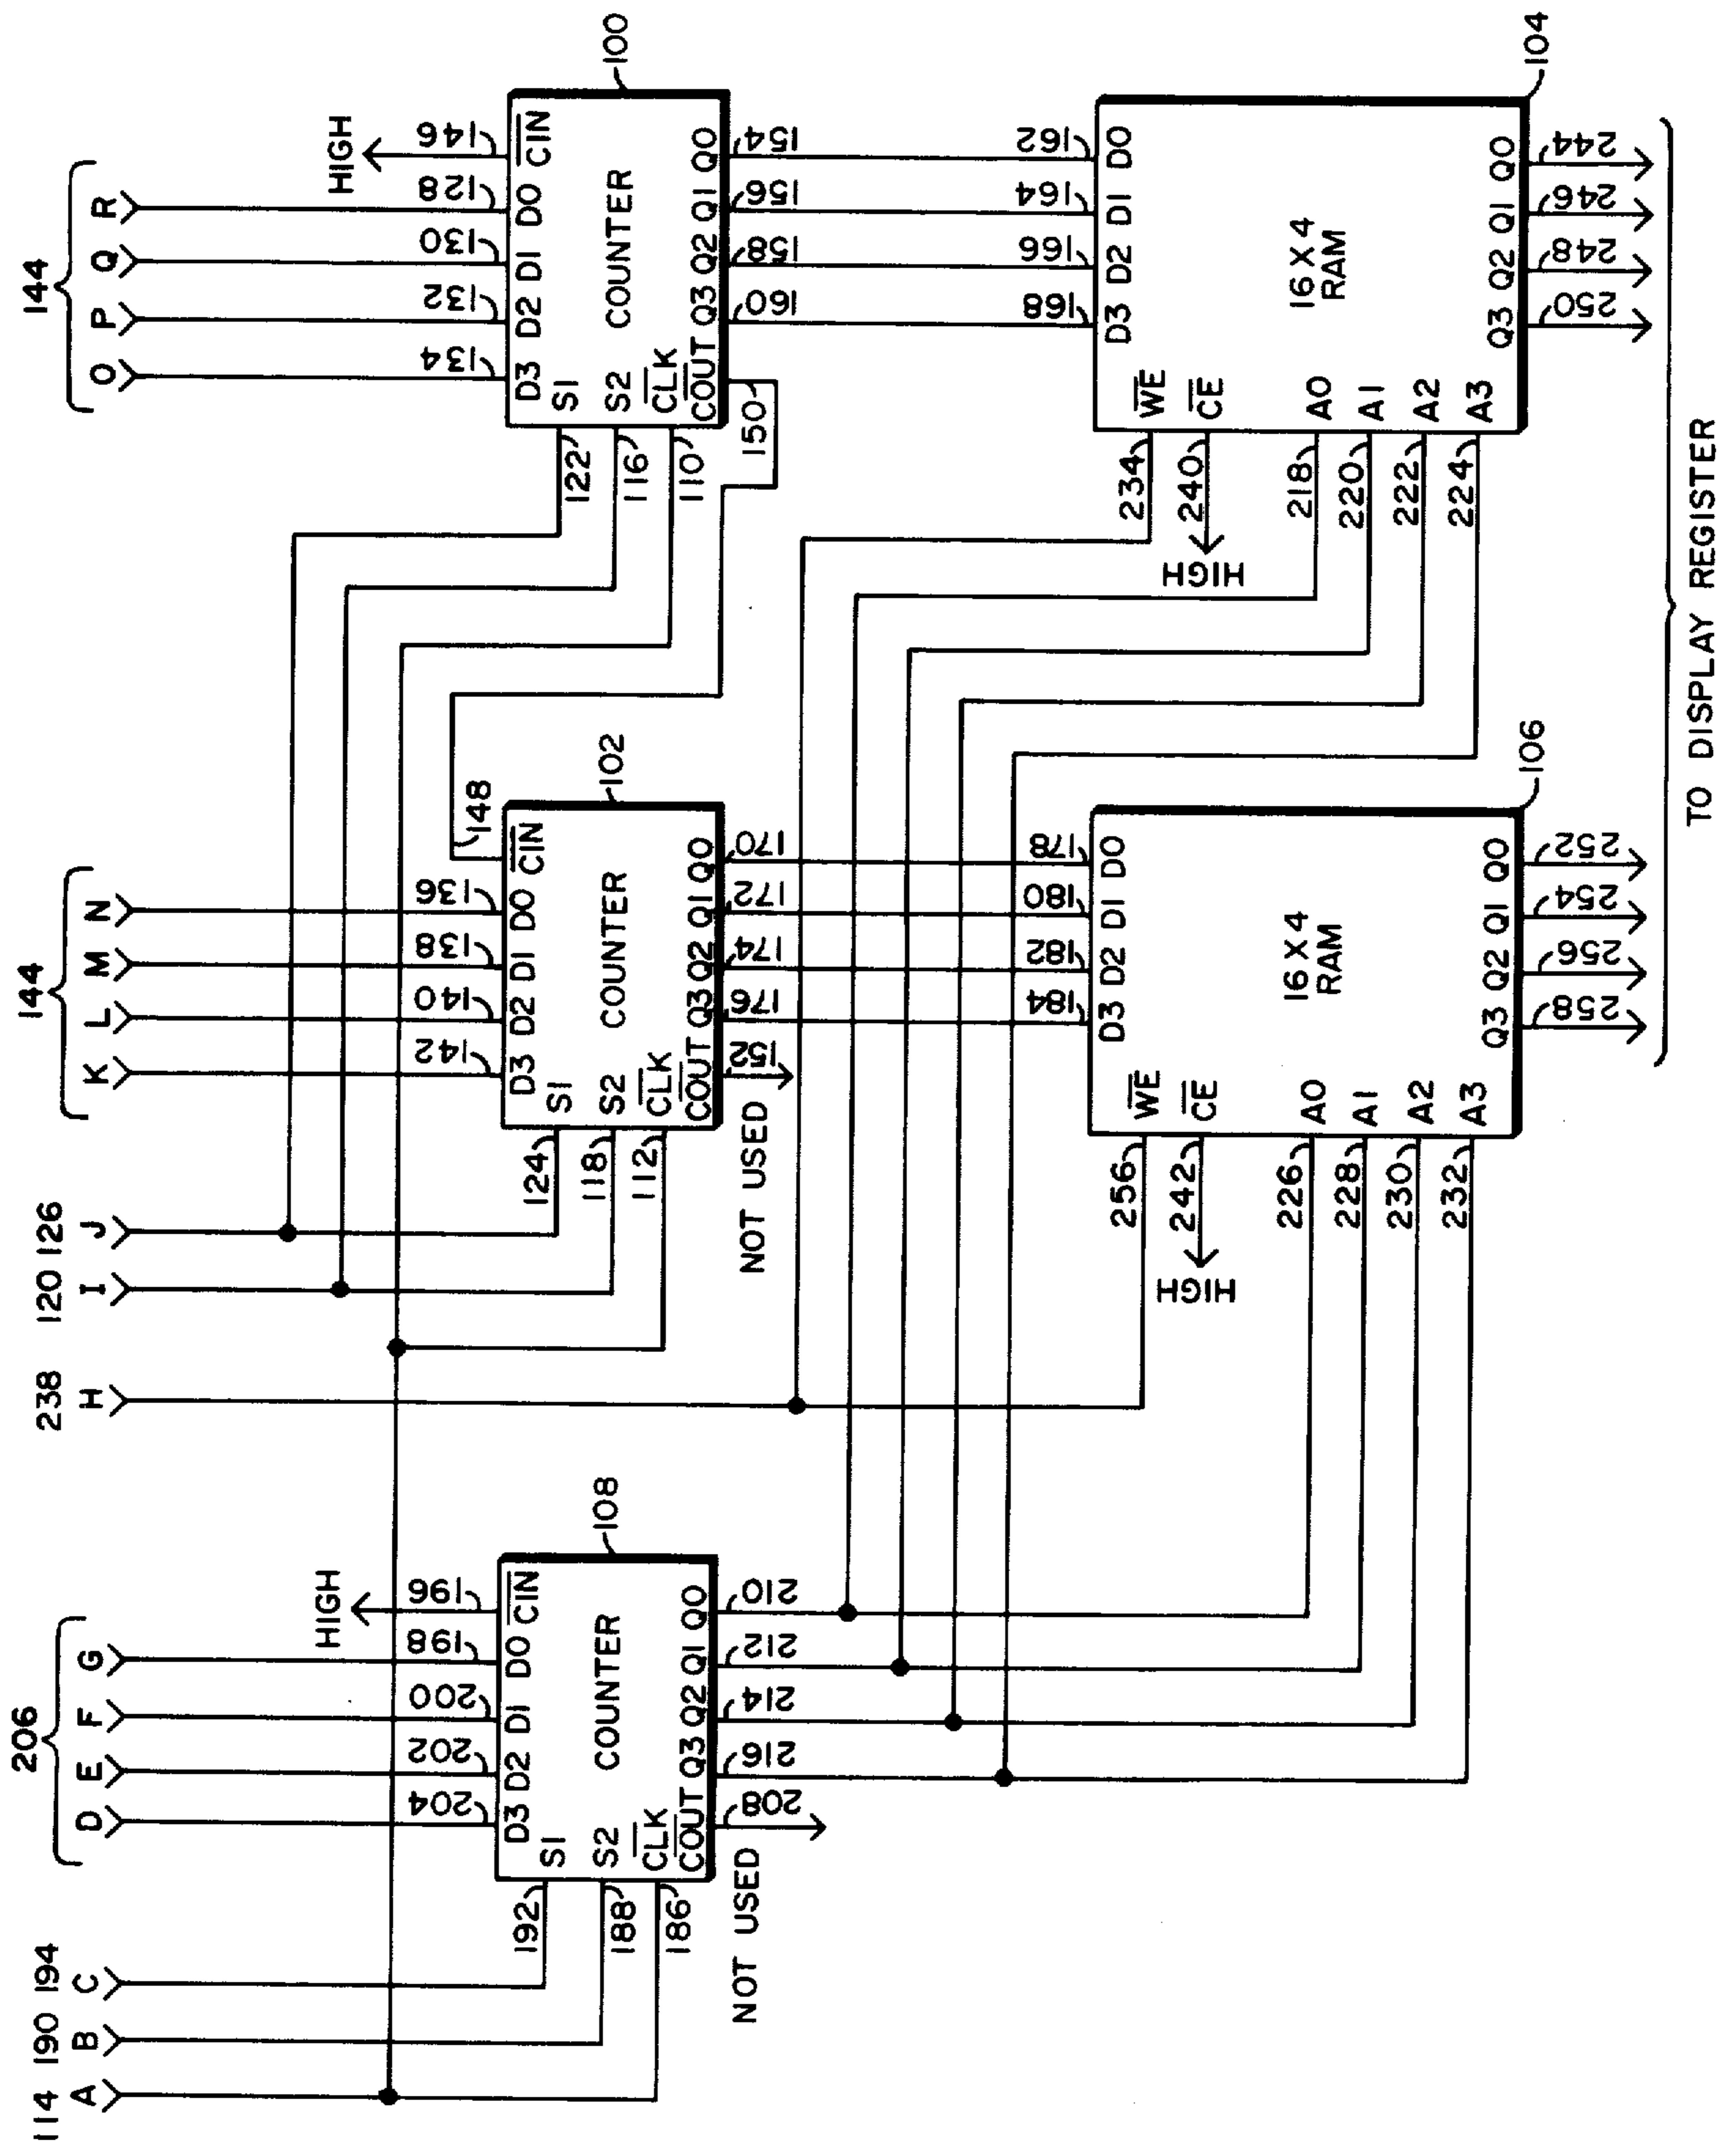 114 190 194 206 238 120 126 144 144
A B C D E F G H I J K L M N O P Q R
HIGH HIGH
204 202 200 198 196 142 140 138 136 148 134 132 130 128 146
D3 D2 D1 D0 CIN
S1
S2
CLK
COUT Q3 Q2 Q1 Q0
COUNTER
108
192
188
186
208 216 214 212 210
NOT USED
D3 D2 D1 D0 CIN
S1
S2
CLK
COUT Q3 Q2 Q1 Q0
COUNTER
102
124
118
112
152 176 174 172 170
NOT USED
D3 D2 D1 D0 CIN
S1
S2
CLK
COUT Q3 Q2 Q1 Q0
COUNTER
100
122
116
110
150 160 158 156 154
184 182 180 178
D3 D2 D1 D0
WE
CE
A0
A1
A2
A3
16X4
RAM
Q3 Q2 Q1 Q0
106
256
242
HIGH
226
228
230
232
258 256 254 252
168 166 164 162
D3 D2 D1 D0
WE
CE
A0
A1
A2
A3
16X4
RAM
Q3 Q2 Q1 Q0
104
234
240
HIGH
218
220
222
224
250 248 246 244
TO DISPLAY REGISTER